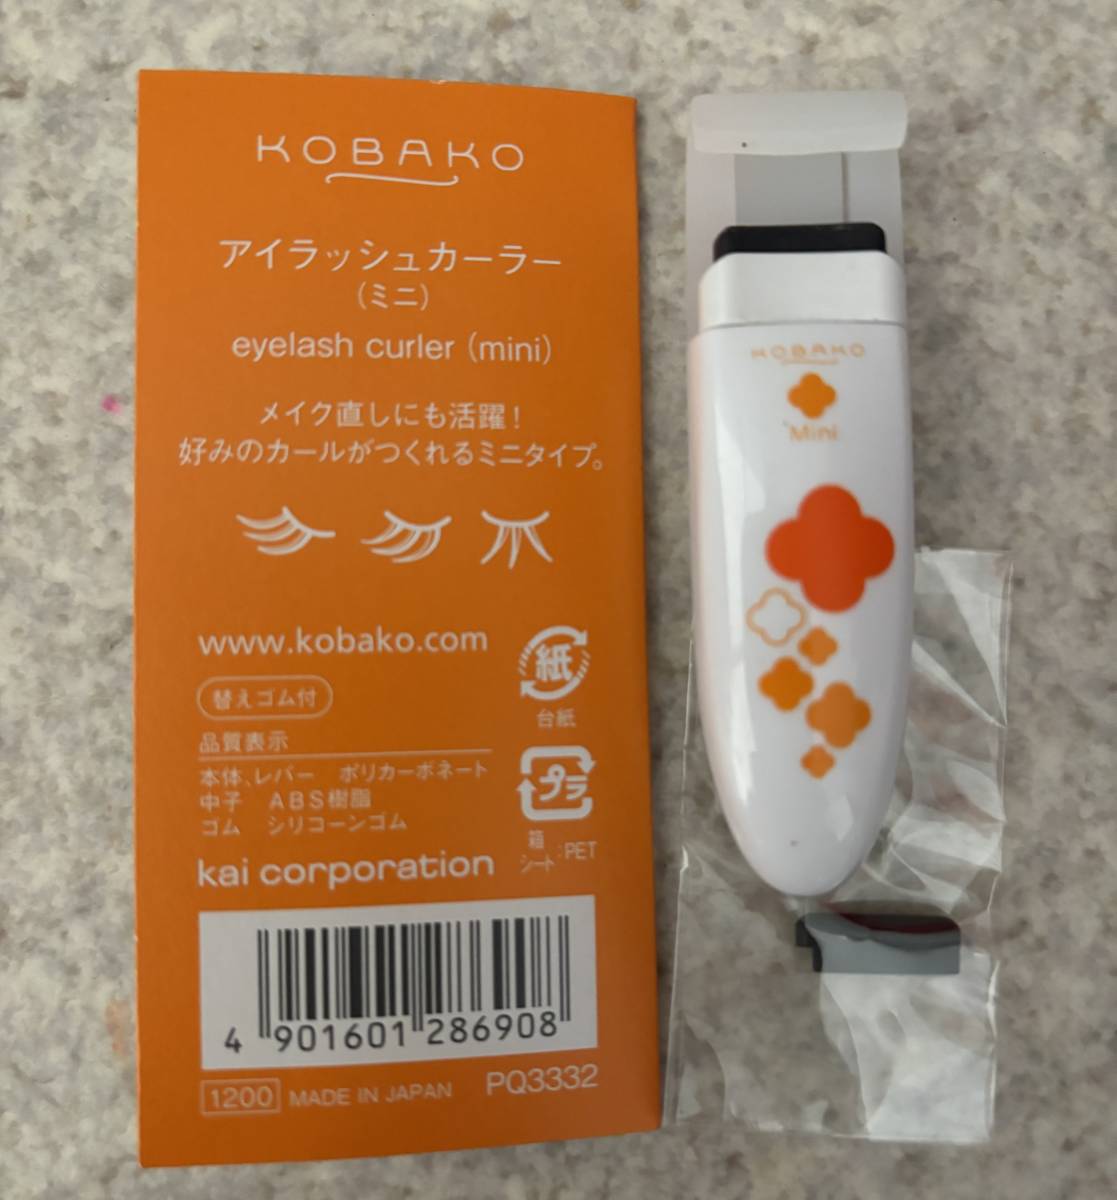 KOBAKO
アイラッシュカーラー
(ミニ)
eyelash curler (mini)
メイク直しにも活躍!
好みのカールがつくれるミニタイプ。
www.kobako.com
替えゴム付
品質表示
本体、レバー ポリカーボネート
中子 ABS樹脂
ゴム シリコーンゴム
kai corporation
紙
台紙
プラ
箱
シート:PET
4 901601 286908
1200 MADE IN JAPAN PQ3332
KOBAKO
Mini